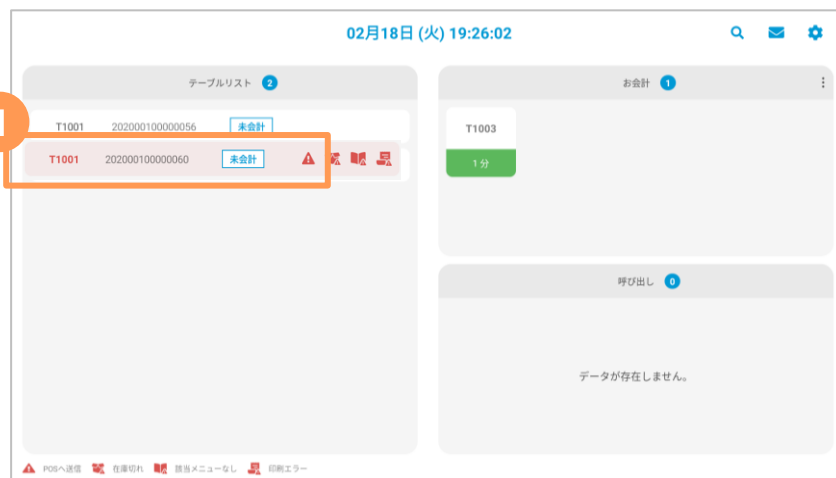 02月18日 (火) 19:26:02
テーブルリスト 2
T1001 202000100000056 未会計
T1001 202000100000060 未会計
お会計 1
T1003
1 分
呼び出し 0
データが存在しません。
POSへ送信 在庫切れ 該当メニューなし 印刷エラー